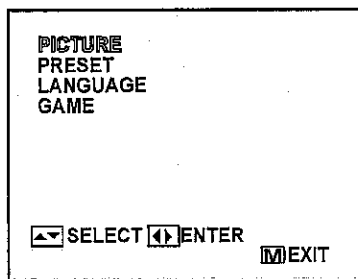 PICTURE
PRESET
LANGUAGE
GAME
▲▼ SELECT ◀▶ ENTER
M EXIT